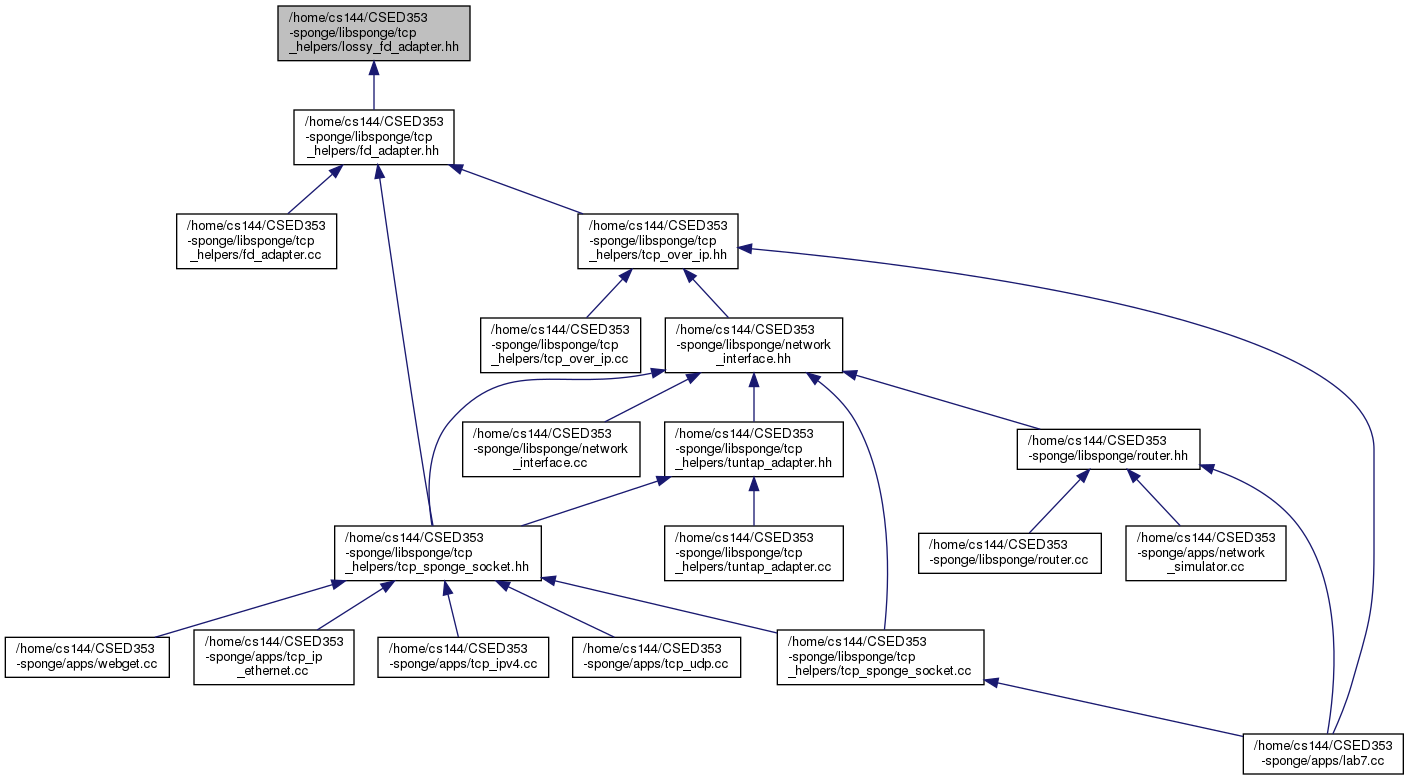 /home/cs144/CSED353
-sponge/libsponge/tcp
_helpers/lossy_fd_adapter.hh
/home/cs144/CSED353
-sponge/libsponge/tcp
_helpers/fd_adapter.hh
/home/cs144/CSED353
-sponge/libsponge/tcp
_helpers/fd_adapter.cc
/home/cs144/CSED353
-sponge/libsponge/tcp
_helpers/tcp_over_ip.hh
/home/cs144/CSED353
-sponge/libsponge/tcp
_helpers/tcp_over_ip.cc
/home/cs144/CSED353
-sponge/libsponge/network
_interface.hh
/home/cs144/CSED353
-sponge/libsponge/network
_interface.cc
/home/cs144/CSED353
-sponge/libsponge/tcp
_helpers/tuntap_adapter.hh
/home/cs144/CSED353
-sponge/libsponge/router.hh
/home/cs144/CSED353
-sponge/libsponge/tcp
_helpers/tcp_sponge_socket.hh
/home/cs144/CSED353
-sponge/libsponge/tcp
_helpers/tuntap_adapter.cc
/home/cs144/CSED353
-sponge/libsponge/router.cc
/home/cs144/CSED353
-sponge/apps/network
_simulator.cc
/home/cs144/CSED353
-sponge/apps/webget.cc
/home/cs144/CSED353
-sponge/apps/tcp_ip
_ethernet.cc
/home/cs144/CSED353
-sponge/apps/tcp_ipv4.cc
/home/cs144/CSED353
-sponge/apps/tcp_udp.cc
/home/cs144/CSED353
-sponge/libsponge/tcp
_helpers/tcp_sponge_socket.cc
/home/cs144/CSED353
-sponge/apps/lab7.cc